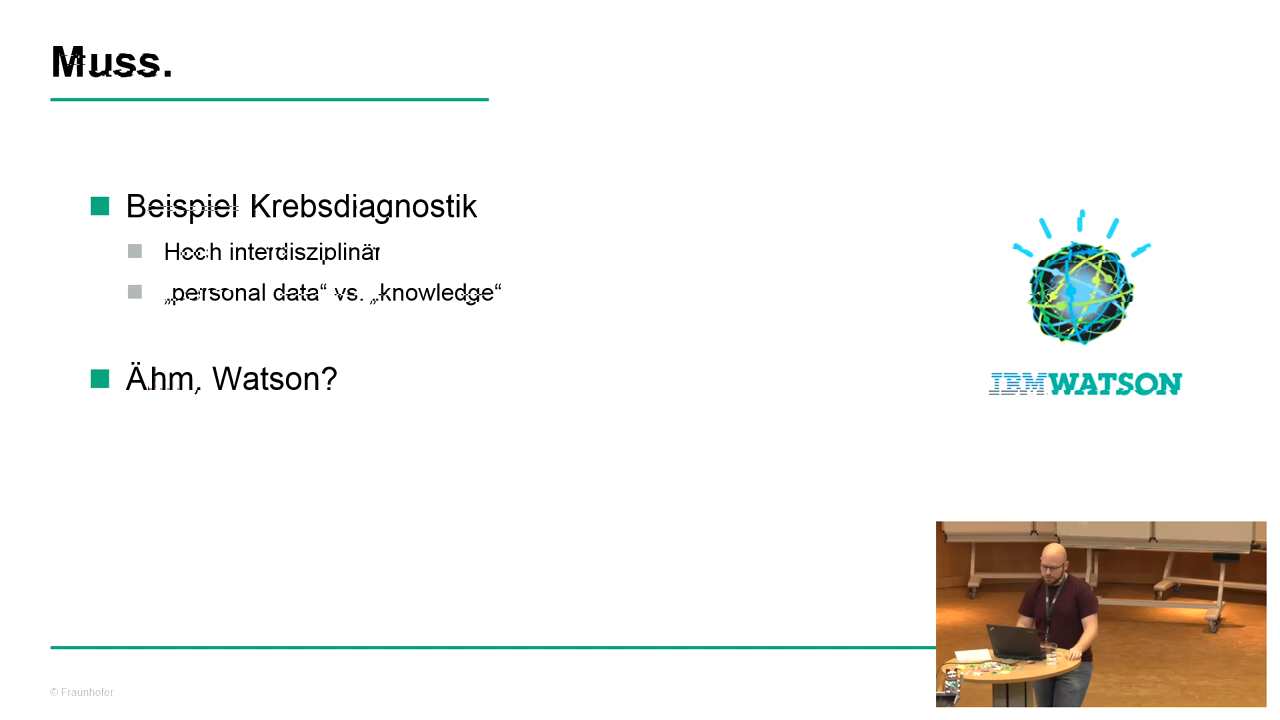 Muss.
Beispiel Krebsdiagnostik
Hoch interdisziplinär
„personal data“ vs. „knowledge“
Ähm, Watson?
IBM WATSON
© Fraunhofer